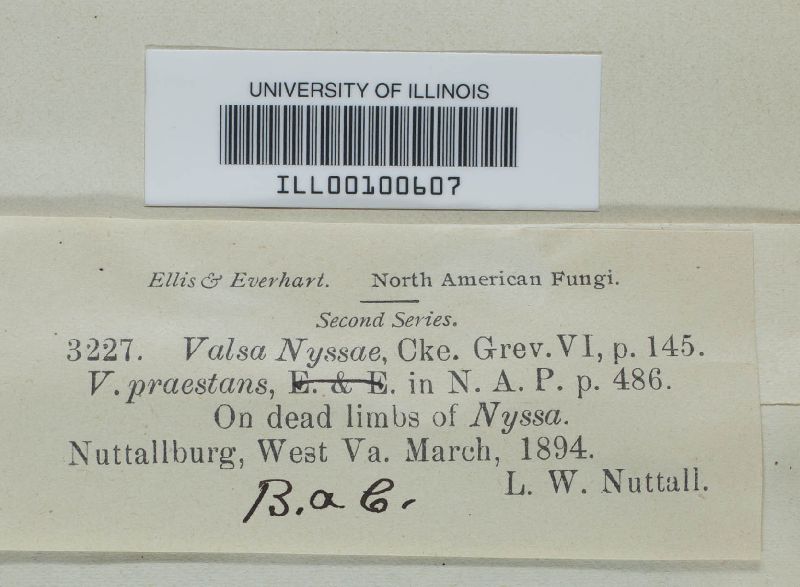 UNIVERSITY OF ILLINOIS
ILL00100607
Ellis & Everhart. North American Fungi.
Second Series.
3227. Valsa Nyssae, Cke. Grev. VI, p. 145.
V. praestans, E. & E. in N. A. P. p. 486.
On dead limbs of Nyssa.
Nuttallburg, West Va. March, 1894.
L. W. Nuttall.
B. a C.